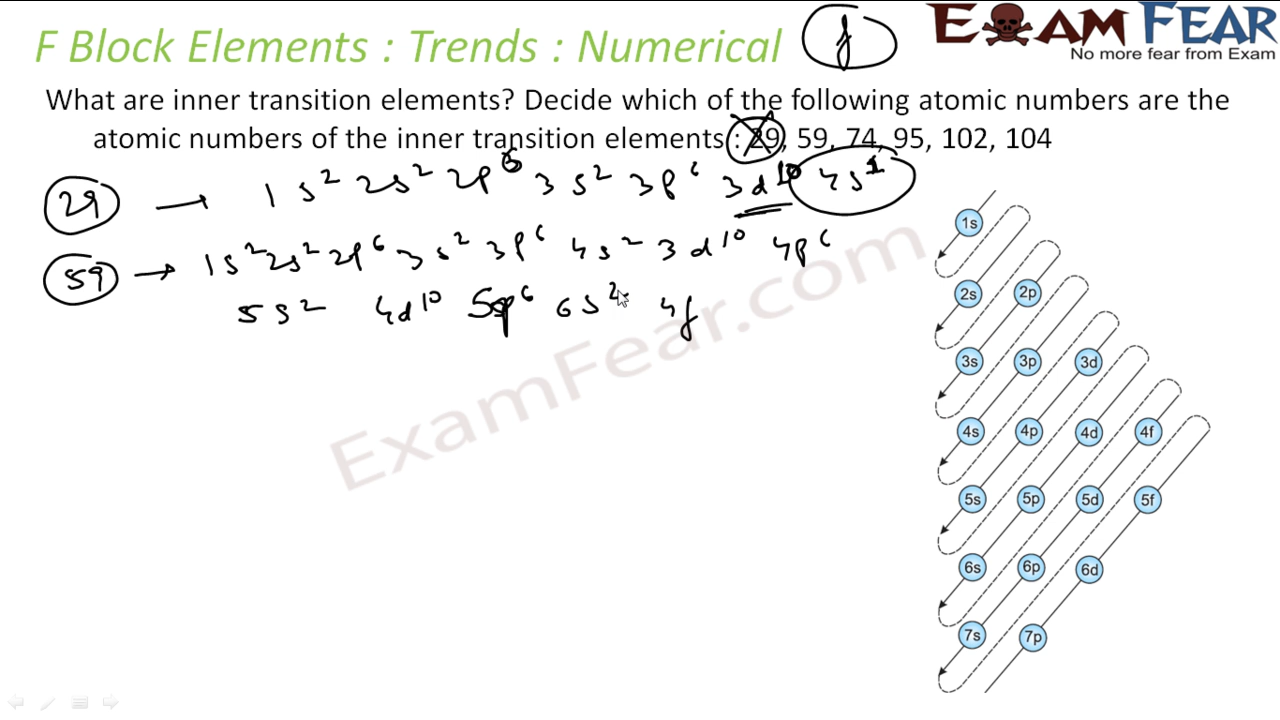 F Block Elements : Trends : Numerical
f
EXAM FEAR
No more fear from Exam
What are inner transition elements? Decide which of the following atomic numbers are the
atomic numbers of the inner transition elements : 29, 59, 74, 95, 102, 104
29 → 1s² 2s² 2p⁶ 3s² 3p⁶ 3d¹⁰ 4s¹
59 → 1s² 2s² 2p⁶ 3s² 3p⁶ 4s² 3d¹⁰ 4p⁶
5s² 4d¹⁰ 5p⁶ 6s² 4f
ExamFear.com
1s
2s 2p
3s 3p 3d
4s 4p 4d 4f
5s 5p 5d 5f
6s 6p 6d
7s 7p